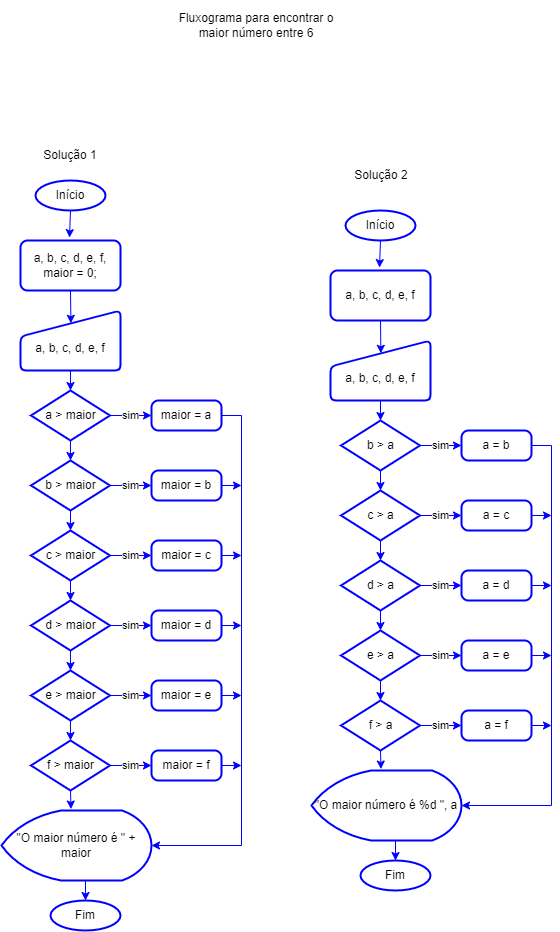 Fluxograma para encontrar o
maior número entre 6
Solução 1
Início
a, b, c, d, e, f,
maior = 0;
a, b, c, d, e, f
a > maior
sim
maior = a
b > maior
sim
maior = b
c > maior
sim
maior = c
d > maior
sim
maior = d
e > maior
sim
maior = e
f > maior
sim
maior = f
"O maior número é " +
maior
Fim
Solução 2
Início
a, b, c, d, e, f
a, b, c, d, e, f
b > a
sim
a = b
c > a
sim
a = c
d > a
sim
a = d
e > a
sim
a = e
f > a
sim
a = f
"O maior número é %d ", a
Fim